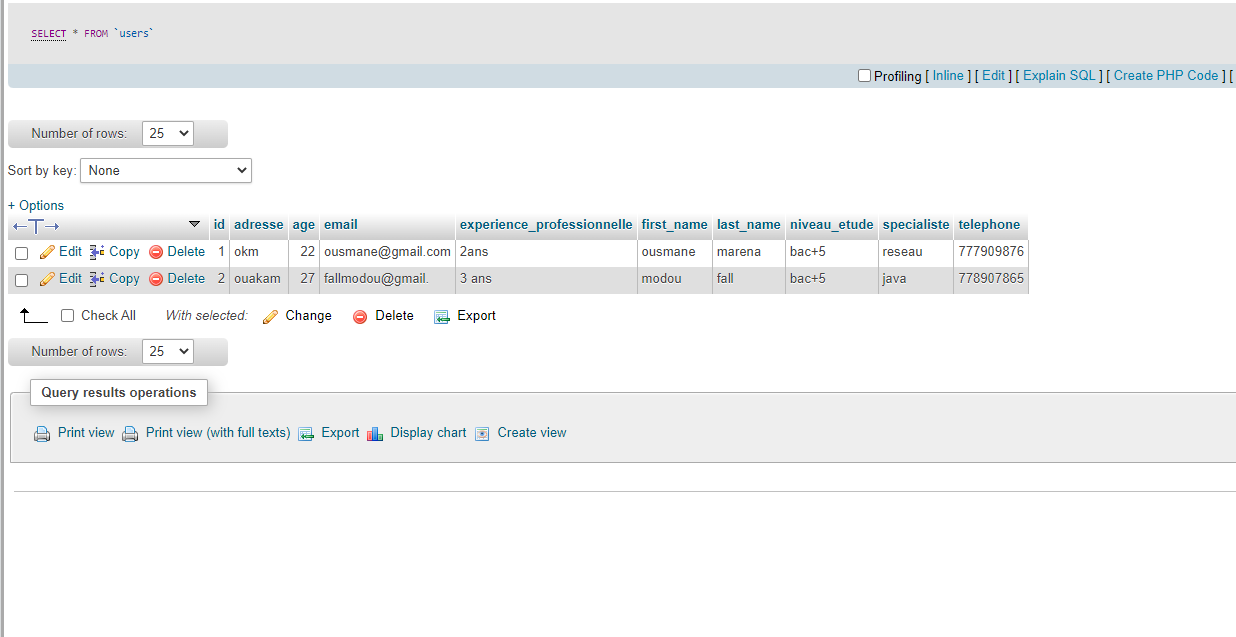 SELECT * FROM `users`
Profiling [ Inline ] [ Edit ] [ Explain SQL ] [ Create PHP Code ] [
Number of rows: 25
Sort by key: None
+ Options
id adresse age email experience_professionnelle first_name last_name niveau_etude specialiste telephone
Edit Copy Delete 1 okm 22 ousmane@gmail.com 2ans ousmane marena bac+5 reseau 777909876
Edit Copy Delete 2 ouakam 27 fallmodou@gmail. 3 ans modou fall bac+5 java 778907865
Check All With selected: Change Delete Export
Number of rows: 25
Query results operations
Print view Print view (with full texts) Export Display chart Create view